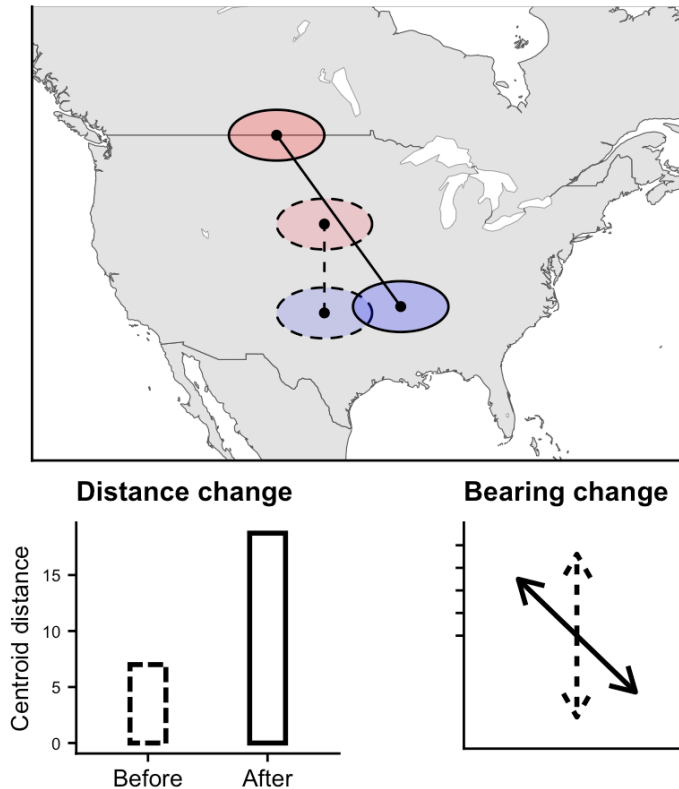 Distance change
Bearing change
Centroid distance
15
10
5
0
Before
After